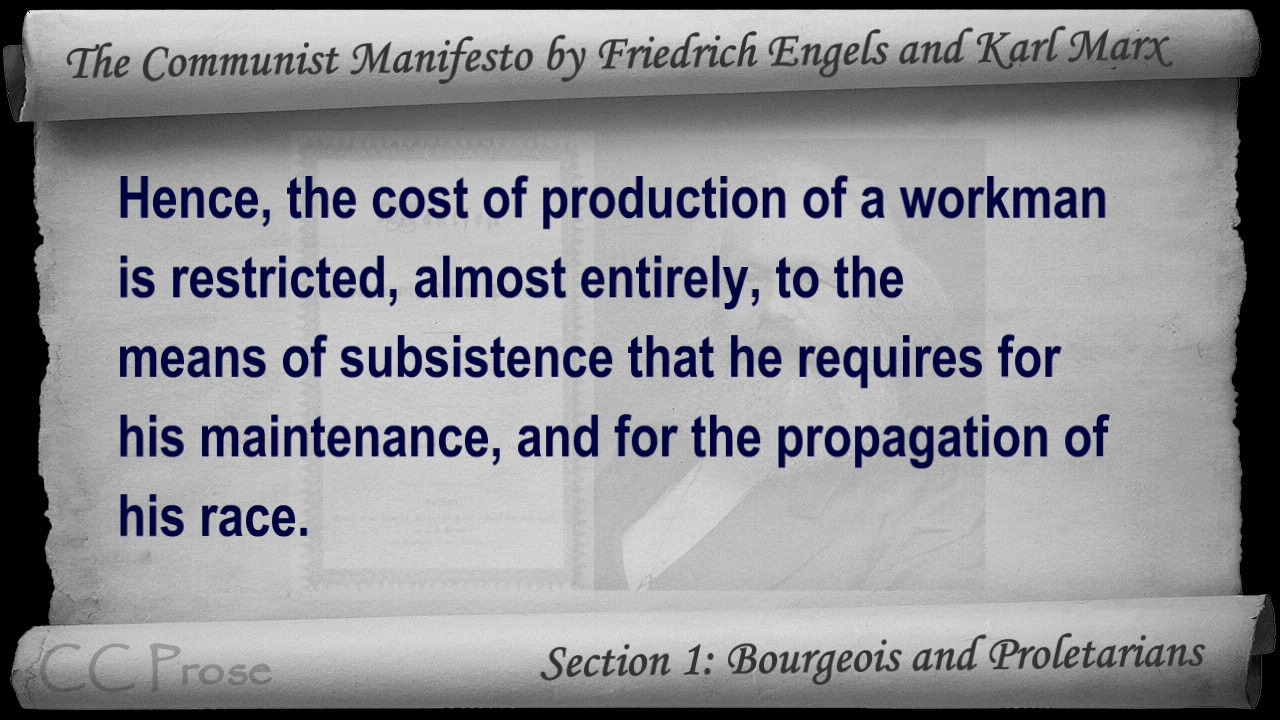 The Communist Manifesto by Friedrich Engels and Karl Marx
Hence, the cost of production of a workman
is restricted, almost entirely, to the
means of subsistence that he requires for
his maintenance, and for the propagation of
his race.
CC Prose
Section 1: Bourgeois and Proletarians